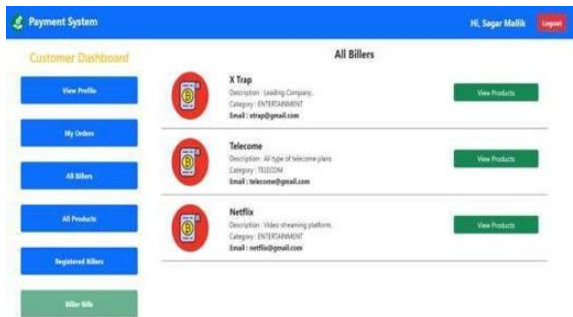 Payment System
Hi, Sagar Mallik
Logout
Customer Dashboard
View Profile
My Orders
All Billers
All Products
Registered Billers
Biller Bills
All Billers
X Trap
Description : Leading Company.
Category : ENTERTAINMENT
Email : xtrap@gmail.com
View Products
Telecome
Description : All type of telecome plans
Category : TELECOM
Email : telecome@gmail.com
View Products
Netflix
Description : Video streaming platform.
Category : ENTERTAINMENT
Email : netflix@gmail.com
View Products